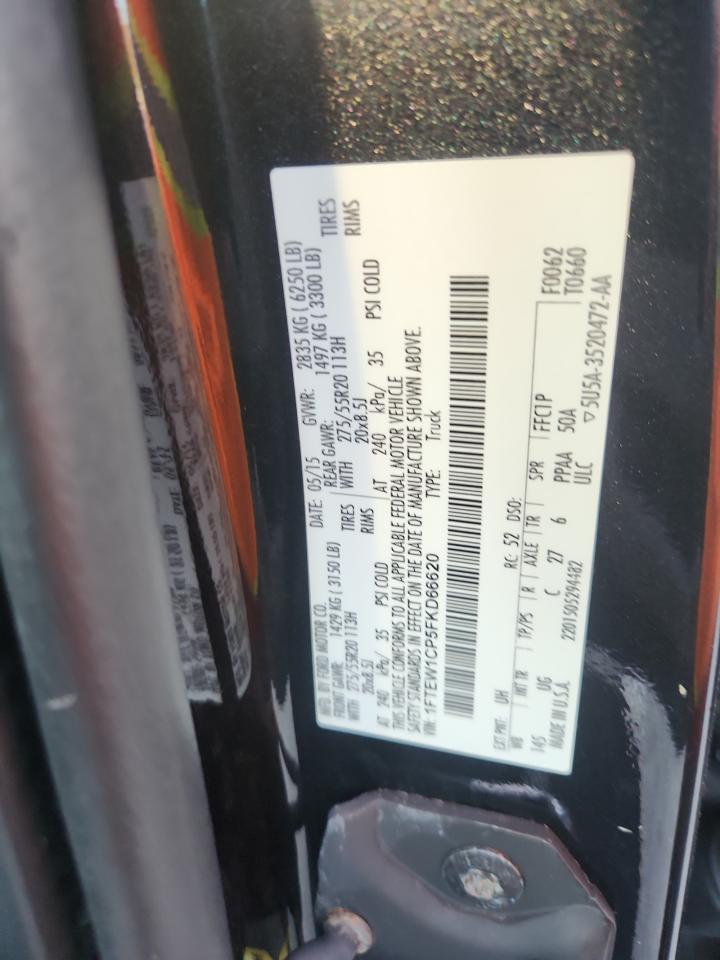 MFD. BY FORD MOTOR CO.
DATE: 05/15 GVWR: 2835 KG ( 6250 LB)
FRONT GAWR: 1429 KG ( 3150 LB) REAR GAWR: 1497 KG ( 3300 LB)
WITH 275/55R20 113H TIRES WITH 275/55R20 113H TIRES
20x8.5J RIMS 20x8.5J RIMS
AT 240 kPa/ 35 PSI COLD AT 240 kPa/ 35 PSI COLD
THIS VEHICLE CONFORMS TO ALL APPLICABLE FEDERAL MOTOR VEHICLE
SAFETY STANDARDS IN EFFECT ON THE DATE OF MANUFACTURE SHOWN ABOVE.
VIN: 1FTEW1CP5FKD66620 TYPE: Truck
EXT PNT: UH RC: 52 DSO:
WB INT TR TP/PS R AXLE TR SPR FFC1P F0062
145 UG C 27 6 PPAA 50A T0660
MADE IN U.S.A. 2201505294482 ULC ▽5U5A-3520472-AA